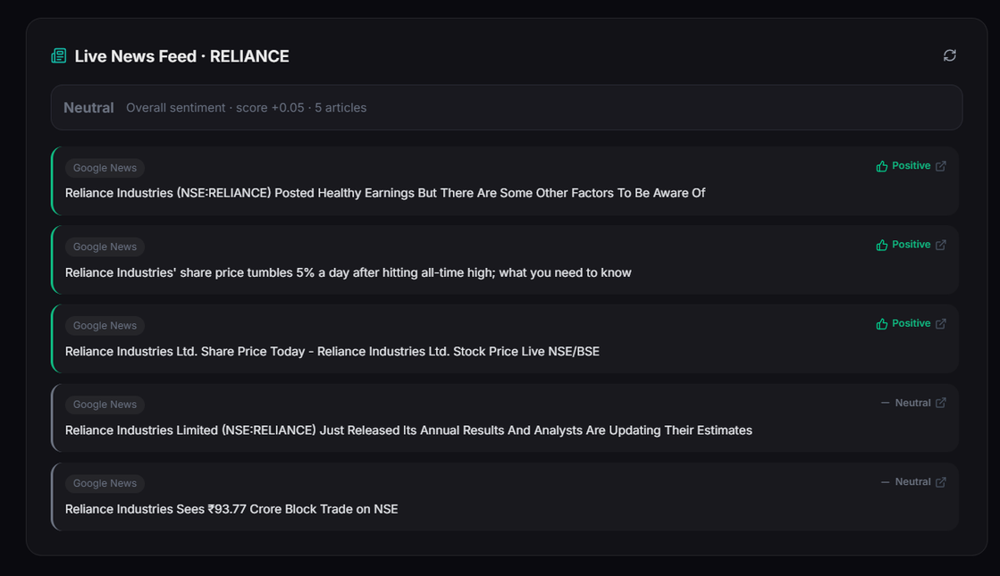 Live News Feed · RELIANCE
Neutral Overall sentiment · score +0.05 · 5 articles
Google News
Positive
Reliance Industries (NSE:RELIANCE) Posted Healthy Earnings But There Are Some Other Factors To Be Aware Of
Google News
Positive
Reliance Industries' share price tumbles 5% a day after hitting all-time high; what you need to know
Google News
Positive
Reliance Industries Ltd. Share Price Today - Reliance Industries Ltd. Stock Price Live NSE/BSE
Google News
Neutral
Reliance Industries Limited (NSE:RELIANCE) Just Released Its Annual Results And Analysts Are Updating Their Estimates
Google News
Neutral
Reliance Industries Sees ₹93.77 Crore Block Trade on NSE